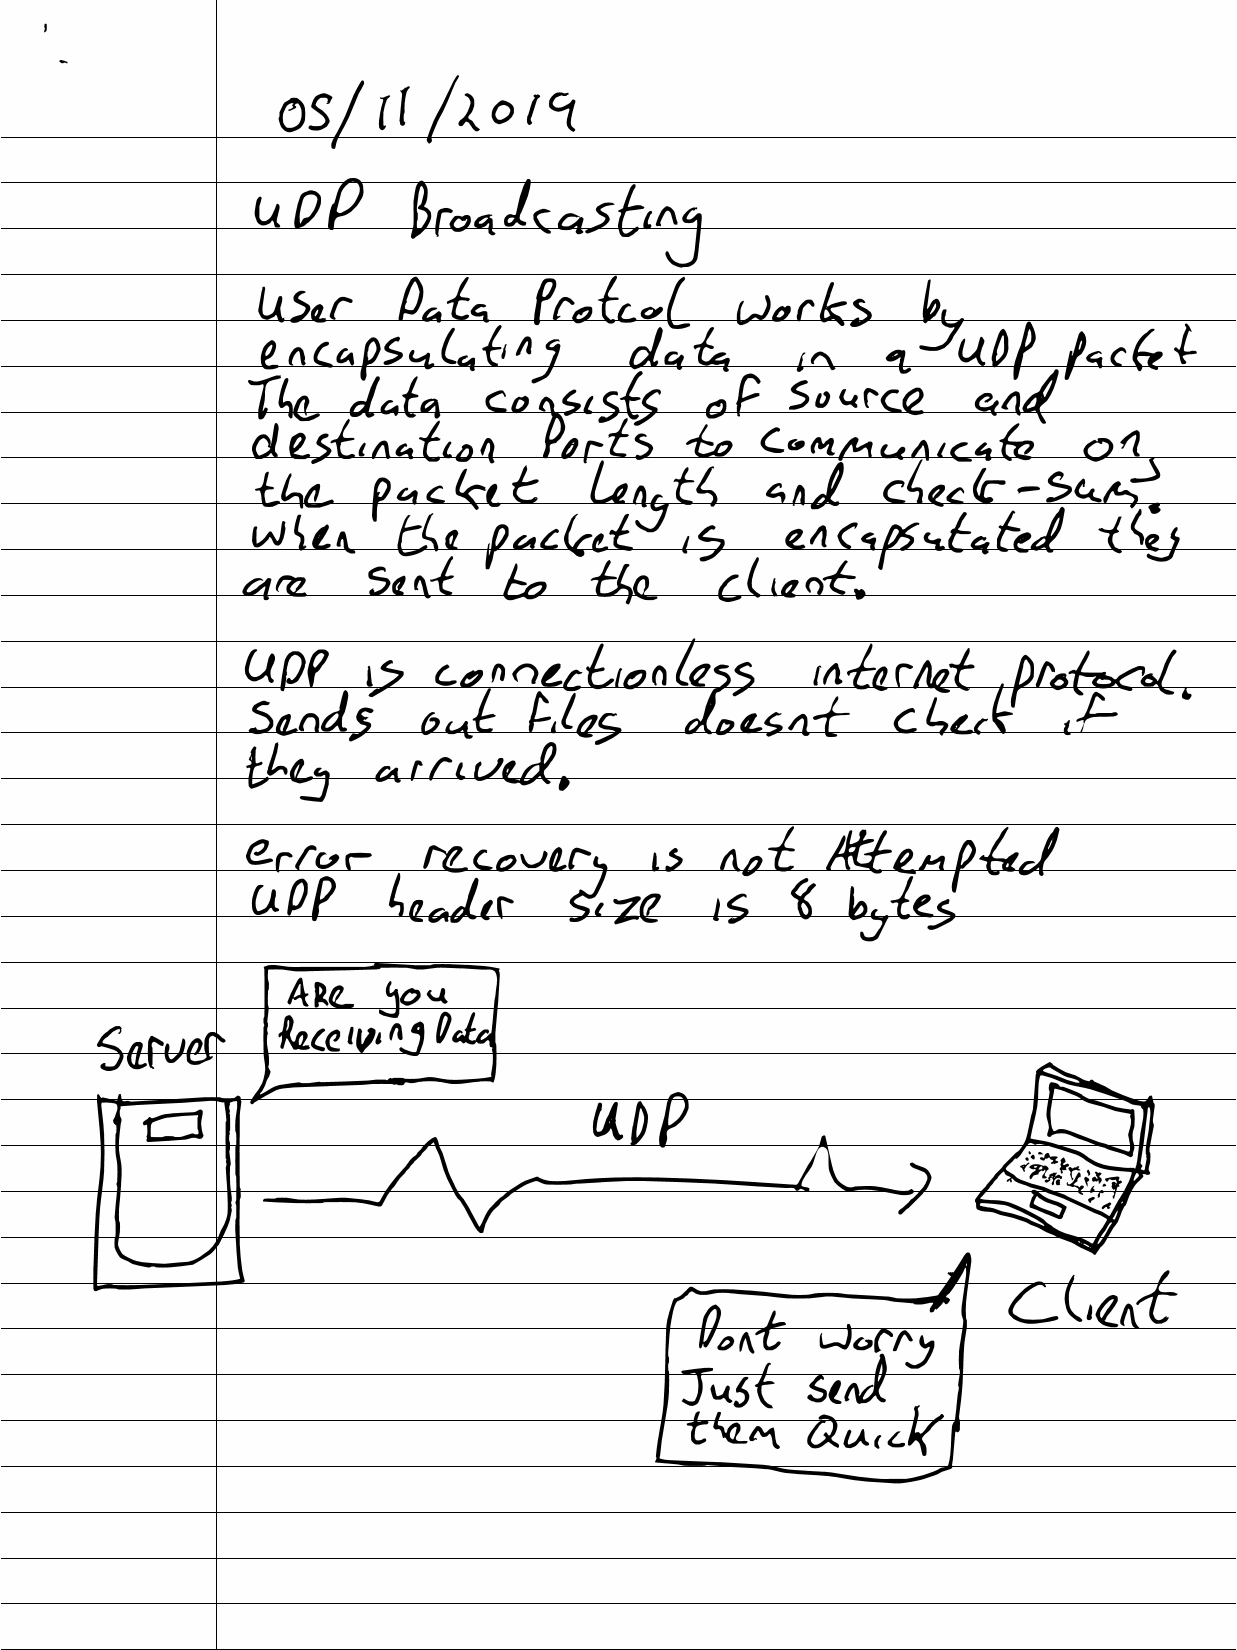 05/11/2019
UDP Broadcasting
User Data Protcol works by
encapsulating data in a UDP packet
The data consists of source and
destination Ports to communicate on,
the packet length and check-sum.
when the packet is encapsutated they
are sent to the client.
UDP is connectionless internet protocol.
Sends out files doesnt check if
they arrived.
error recovery is not Attempted
UDP header size is 8 bytes
ARe you
Receiving Data
Server
UDP
Client
Dont worry
Just send
them Quick